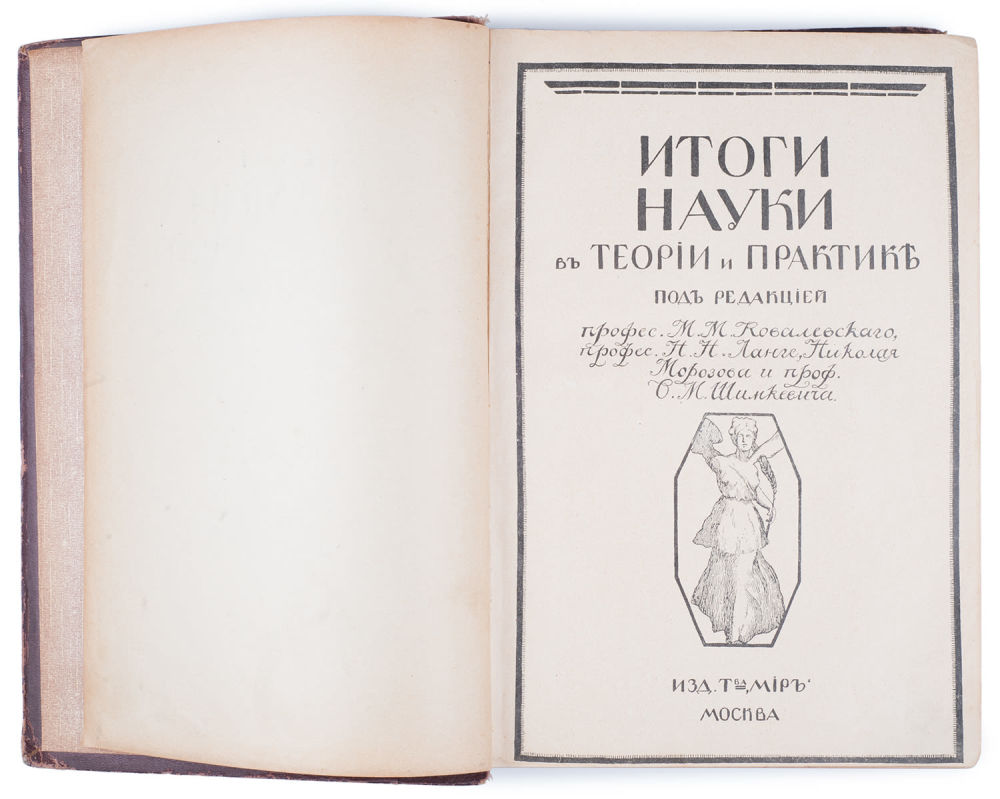 ИТОГИ
НАУКИ
въ ТЕОРІИ и ПРАКТИКѢ
ПОДЪ РЕДАКЦІЕЙ
профес. М. М. Ковалевскаго,
профес. Н. Н. Ланге, Николая
Морозова и проф.
В. М. Шимкевича.
ИЗД. Т-ва „МІРЪ“
МОСКВА